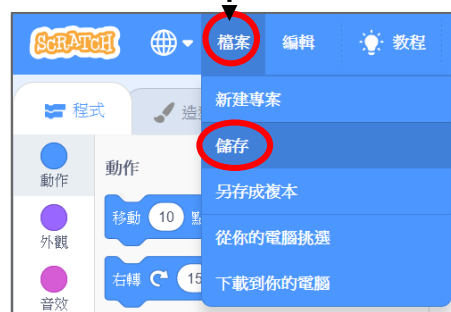 SCRATCH 檔案 編輯 教程
程式
新建專案
儲存
另存成複本
從你的電腦挑選
下載到你的電腦
動作
外觀
音效
動作
移動 10
右轉 15